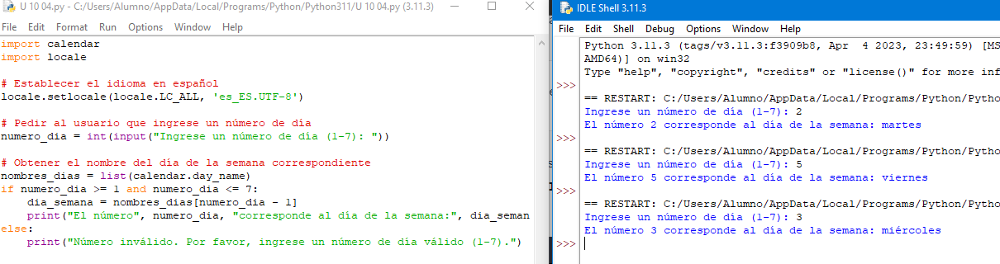 U 10 04.py - C:/Users/Alumno/AppData/Local/Programs/Python/Python311/U 10 04.py (3.11.3)
File Edit Format Run Options Window Help
import calendar
import locale
# Establecer el idioma en español
locale.setlocale(locale.LC_ALL, 'es_ES.UTF-8')
# Pedir al usuario que ingrese un número de día
numero_dia = int(input("Ingrese un número de día (1-7): "))
# Obtener el nombre del día de la semana correspondiente
nombres_dias = list(calendar.day_name)
if numero_dia >= 1 and numero_dia <= 7:
    dia_semana = nombres_dias[numero_dia - 1]
    print("El número", numero_dia, "corresponde al día de la semana:", dia_seman
else:
    print("Número inválido. Por favor, ingrese un número de día válido (1-7).")
IDLE Shell 3.11.3
File Edit Shell Debug Options Window Help
Python 3.11.3 (tags/v3.11.3:f3909b8, Apr  4 2023, 23:49:59) [MS
AMD64)] on win32
Type "help", "copyright", "credits" or "license()" for more inf
>>>
== RESTART: C:/Users/Alumno/AppData/Local/Programs/Python/Pytho
Ingrese un número de día (1-7): 2
El número 2 corresponde al día de la semana: martes
>>>
== RESTART: C:/Users/Alumno/AppData/Local/Programs/Python/Pytho
Ingrese un número de día (1-7): 5
El número 5 corresponde al día de la semana: viernes
>>>
== RESTART: C:/Users/Alumno/AppData/Local/Programs/Python/Pytho
Ingrese un número de día (1-7): 3
El número 3 corresponde al día de la semana: miércoles
>>>